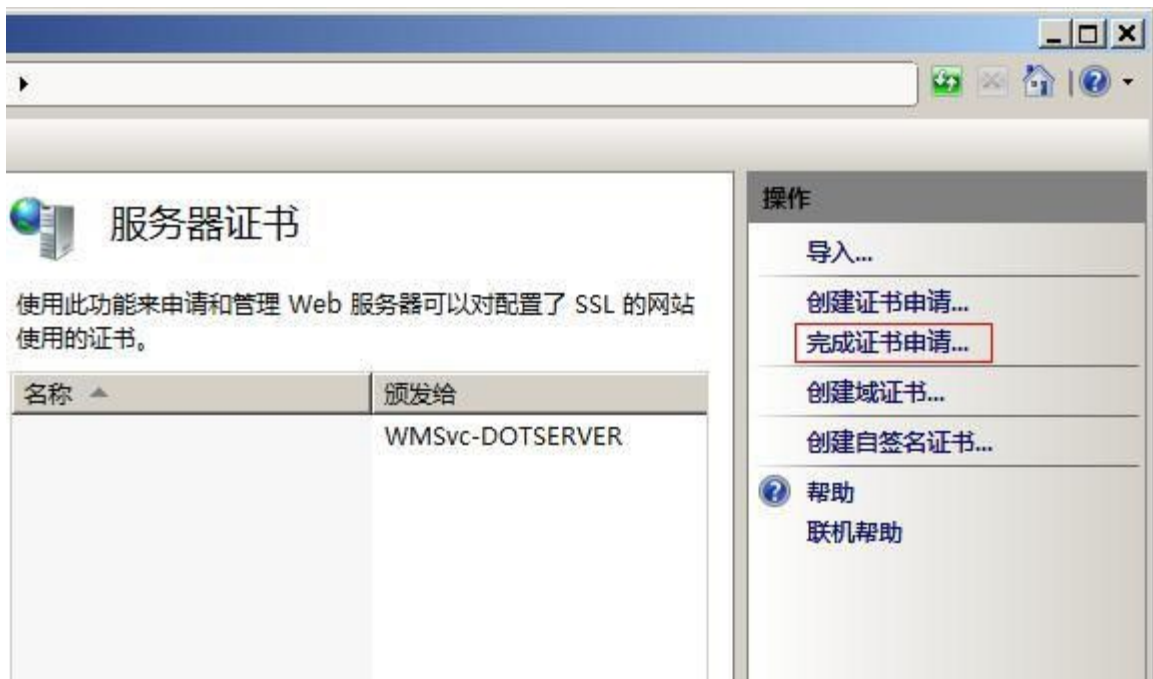 服务器证书
使用此功能来申请和管理 Web 服务器可以对配置了 SSL 的网站
使用的证书。
名称 颁发给
WMSvc-DOTSERVER
操作
导入...
创建证书申请...
完成证书申请...
创建域证书...
创建自签名证书...
帮助
联机帮助